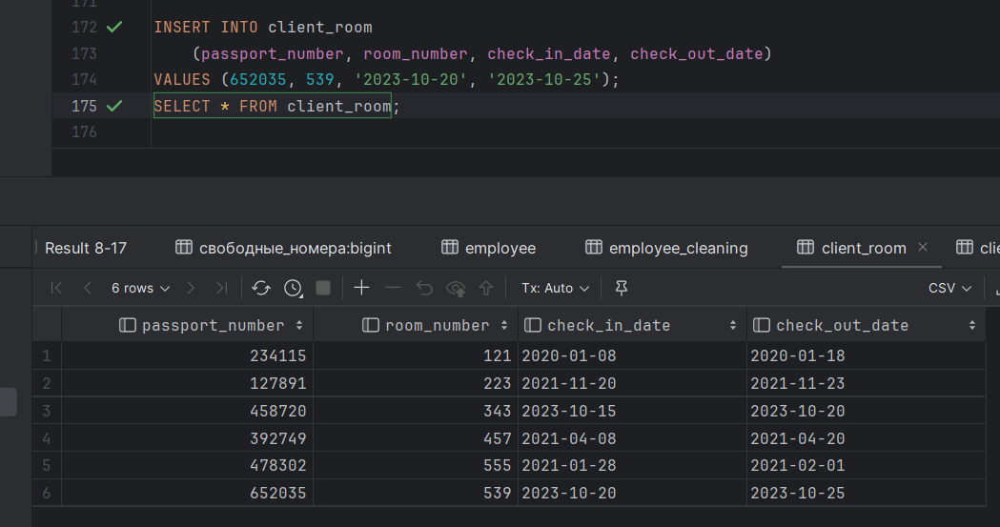 171
172 INSERT INTO client_room
173 (passport_number, room_number, check_in_date, check_out_date)
174 VALUES (652035, 539, '2023-10-20', '2023-10-25');
175 SELECT * FROM client_room;
176
Result 8-17 свободные_номера:bigint employee employee_cleaning client_room
6 rows Tx: Auto CSV
passport_number room_number check_in_date check_out_date
1 234115 121 2020-01-08 2020-01-18
2 127891 223 2021-11-20 2021-11-23
3 458720 343 2023-10-15 2023-10-20
4 392749 457 2021-04-08 2021-04-20
5 478302 555 2021-01-28 2021-02-01
6 652035 539 2023-10-20 2023-10-25